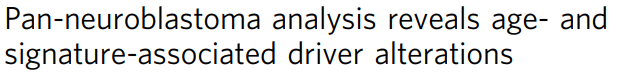 Pan-neuroblastoma analysis reveals age- and
signature-associated driver alterations